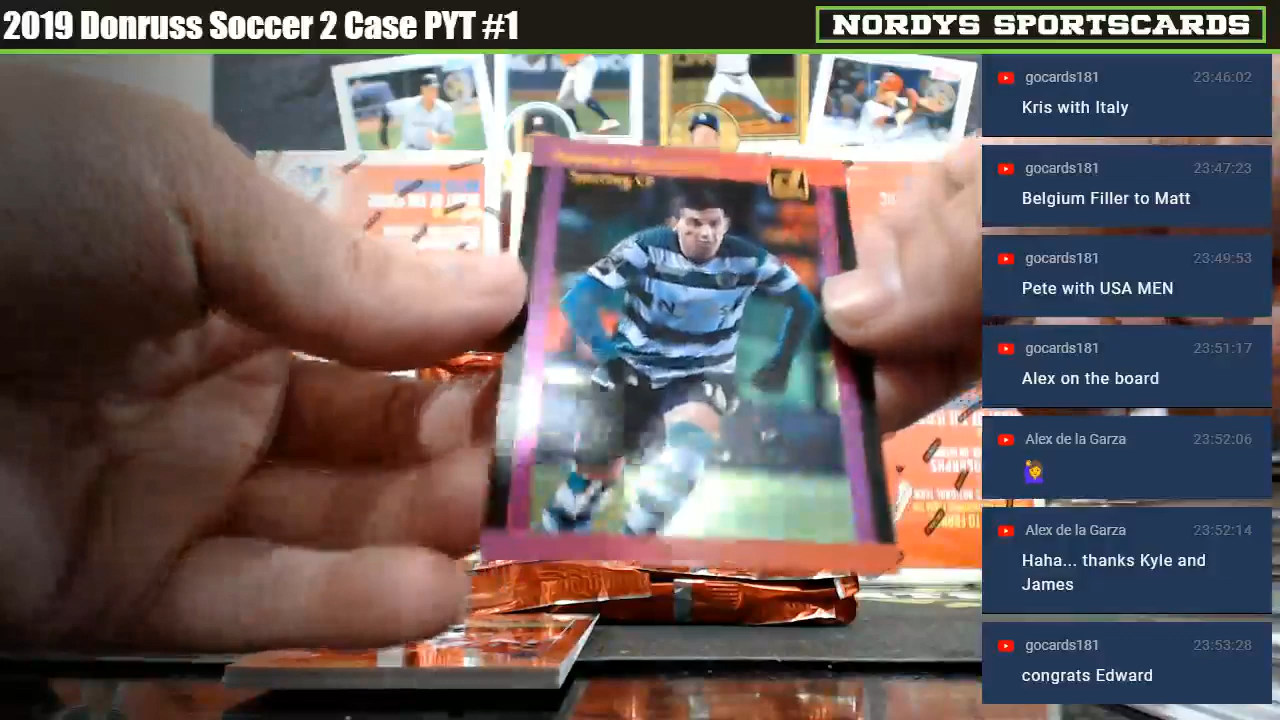 2019 Donruss Soccer 2 Case PYT #1
NORDYS SPORTSCARDS
gocards181 23:46:02
Kris with Italy
gocards181 23:47:23
Belgium Filler to Matt
gocards181 23:49:53
Pete with USA MEN
gocards181 23:51:17
Alex on the board
Alex de la Garza 23:52:06
🙋‍♀️
Alex de la Garza 23:52:14
Haha... thanks Kyle and
James
gocards181 23:53:28
congrats Edward